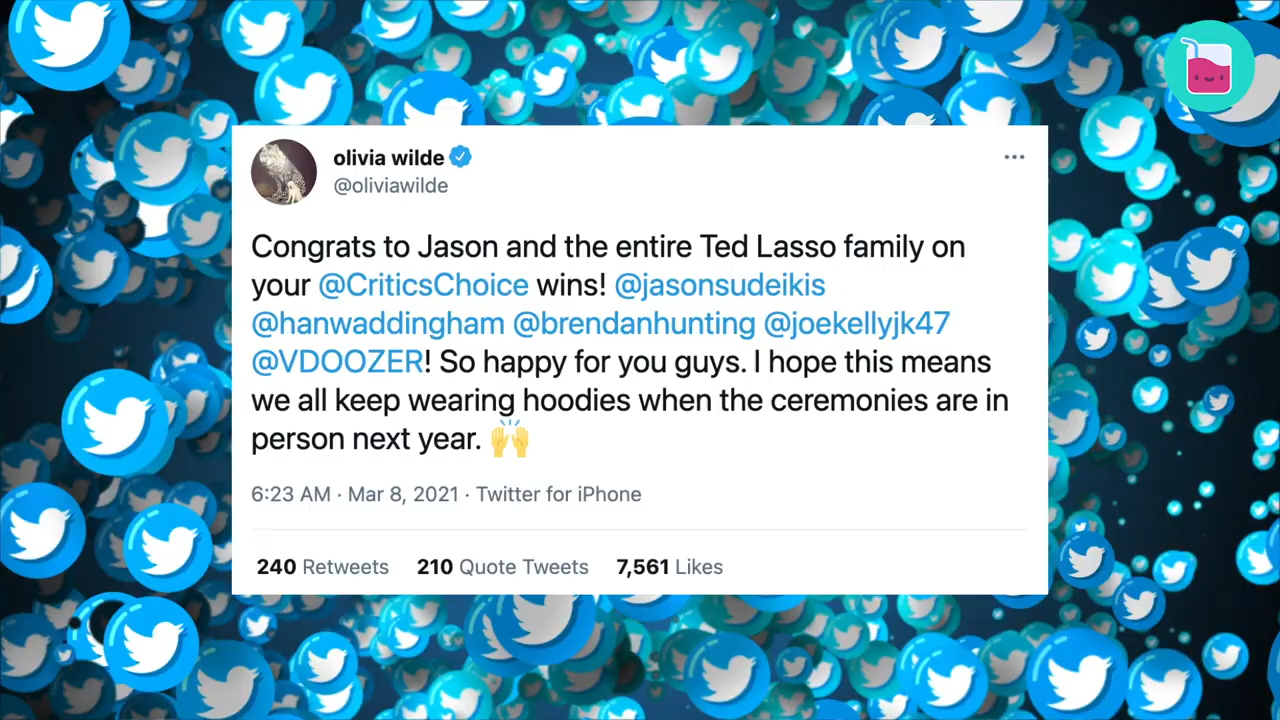 olivia wilde
@oliviawilde
Congrats to Jason and the entire Ted Lasso family on
your @CriticsChoice wins! @jasonsudeikis
@hanwaddingham @brendanhunting @joekellyjk47
@VDOOZER! So happy for you guys. I hope this means
we all keep wearing hoodies when the ceremonies are in
person next year. 🙌
6:23 AM · Mar 8, 2021 · Twitter for iPhone
240 Retweets 210 Quote Tweets 7,561 Likes